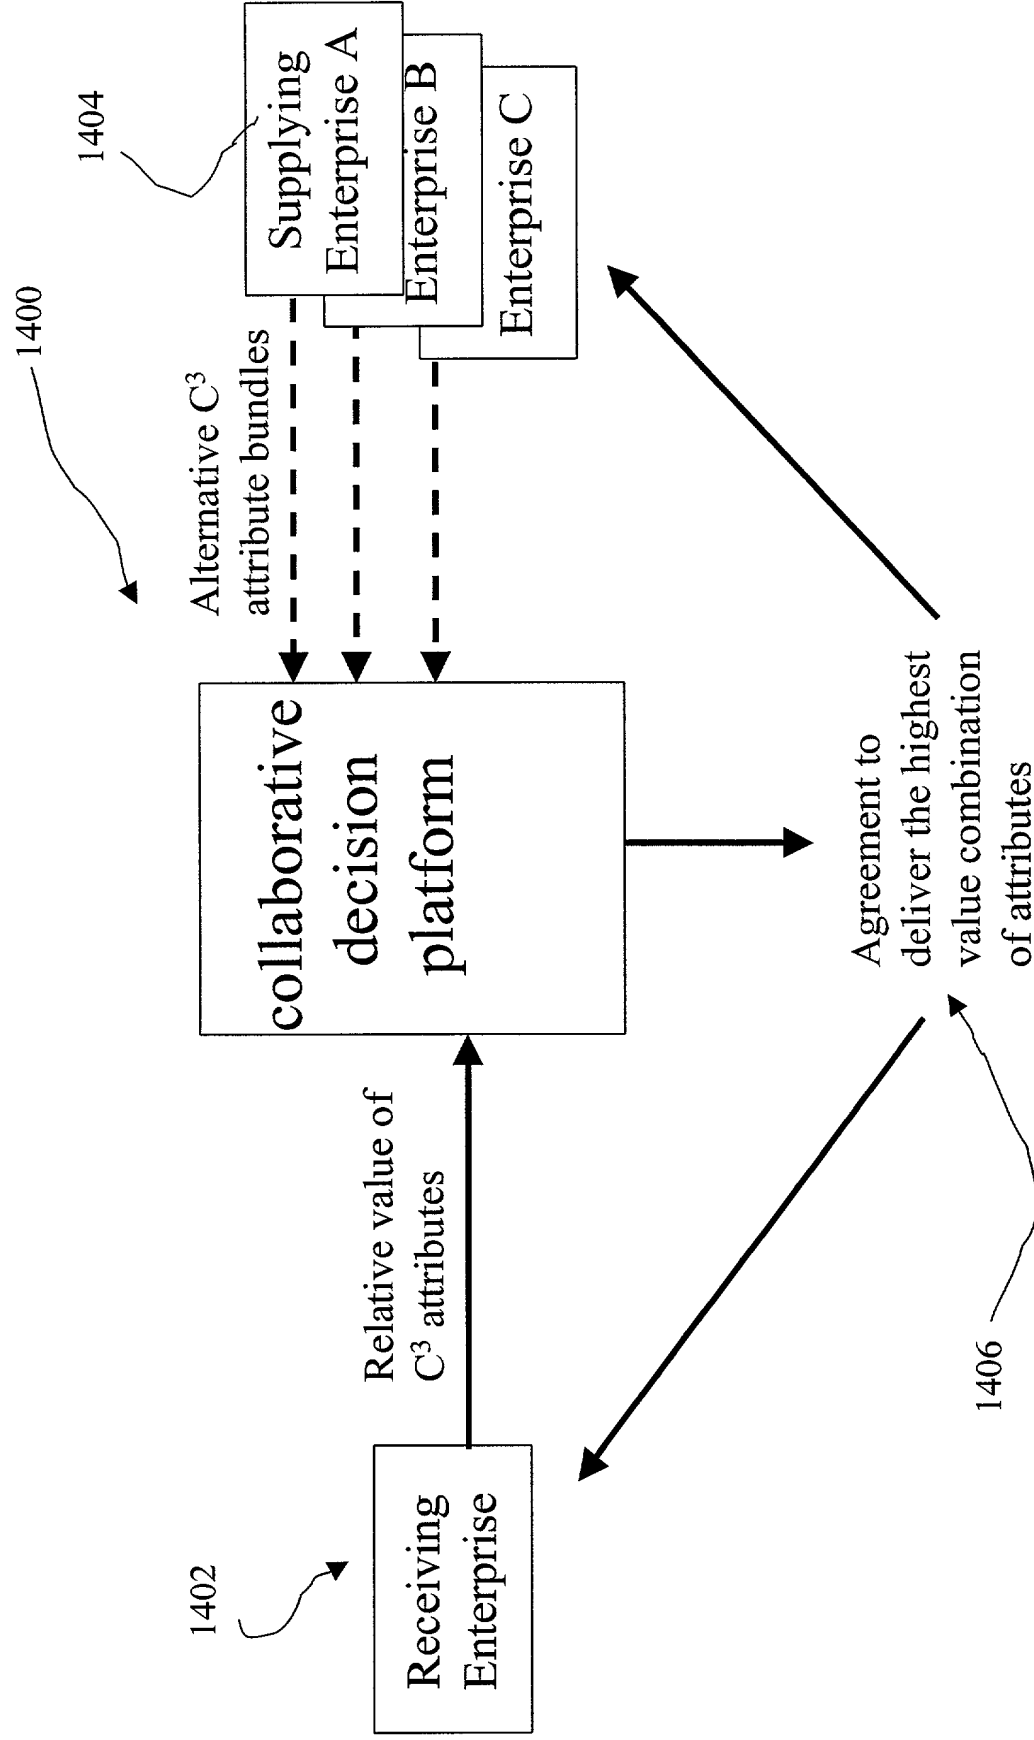 1400
1404
Supplying
Enterprise A
Enterprise B
Enterprise C
Alternative C³
attribute bundles
collaborative
decision
platform
Relative value of
C³ attributes
1402
Receiving
Enterprise
Agreement to
deliver the highest
value combination
of attributes
1406